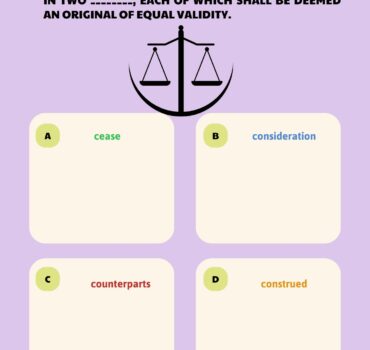 IN TWO ________, EACH OF WHICH SHALL BE DEEMED
AN ORIGINAL OF EQUAL VALIDITY.
A cease
B consideration
C counterparts
D construed